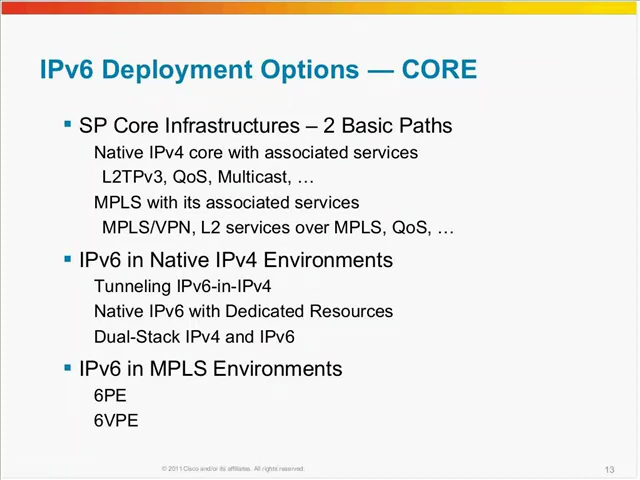 IPv6 Deployment Options — CORE
▪ SP Core Infrastructures – 2 Basic Paths
Native IPv4 core with associated services
L2TPv3, QoS, Multicast, …
MPLS with its associated services
MPLS/VPN, L2 services over MPLS, QoS, …
▪ IPv6 in Native IPv4 Environments
Tunneling IPv6-in-IPv4
Native IPv6 with Dedicated Resources
Dual-Stack IPv4 and IPv6
▪ IPv6 in MPLS Environments
6PE
6VPE
© 2011 Cisco and/or its affiliates. All rights reserved.
13